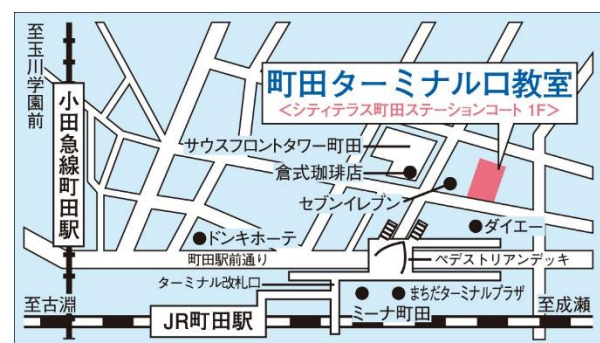 至玉川学園前
小田急線町田駅
町田ターミナル口教室
＜シティテラス町田ステーションコート 1F＞
サウスフロントタワー町田
倉式珈琲店
セブンイレブン
ドンキホーテ
ダイエー
町田駅前通り
ペデストリアンデッキ
ターミナル改札口
至古淵
まちだターミナルプラザ
至成瀬
ミーナ町田
JR町田駅